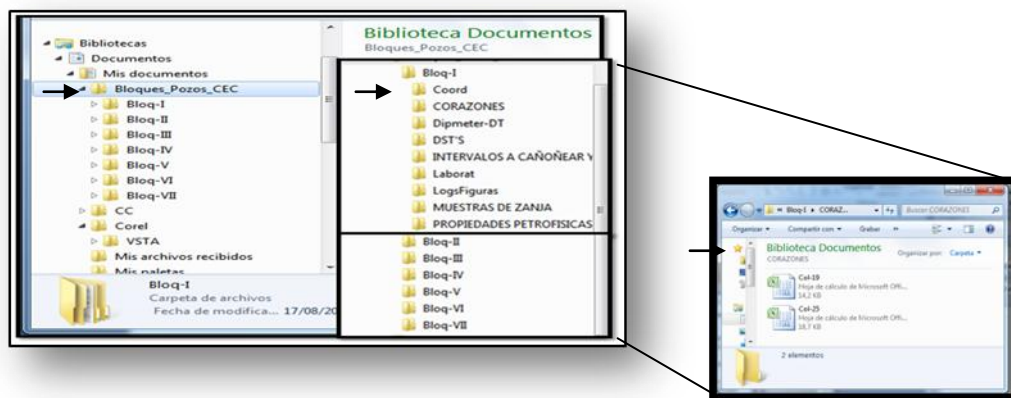 Bibliotecas
Documentos
Mis documentos
Bloques_Pozos_CEC
Bloq-I
Bloq-II
Bloq-III
Bloq-IV
Bloq-V
Bloq-VI
Bloq-VII
CC
Corel
VSTA
Mis archivos recibidos
Mis paletas
Bloq-I
Carpeta de archivos
Fecha de modifica... 17/08/20
Biblioteca Documentos
Bloques_Pozos_CEC
Bloq-I
Coord
CORAZONES
Dipmeter-DT
DST'S
INTERVALOS A CAÑOÑEAR Y
Laborat
LogsFiguras
MUESTRAS DE ZANJA
PROPIEDADES PETROFISICAS
Bloq-II
Bloq-III
Bloq-IV
Bloq-V
Bloq-VI
Bloq-VII
« Bloq-I ▸ CORAZ... Buscar CORAZONES
Organizar Compartir con Grabar »
Biblioteca Documentos
CORAZONES
Organizar por: Carpeta
Col-19
Hoja de cálculo de Microsoft Offi...
14,2 KB
Col-25
Hoja de cálculo de Microsoft Offi...
18,7 KB
2 elementos